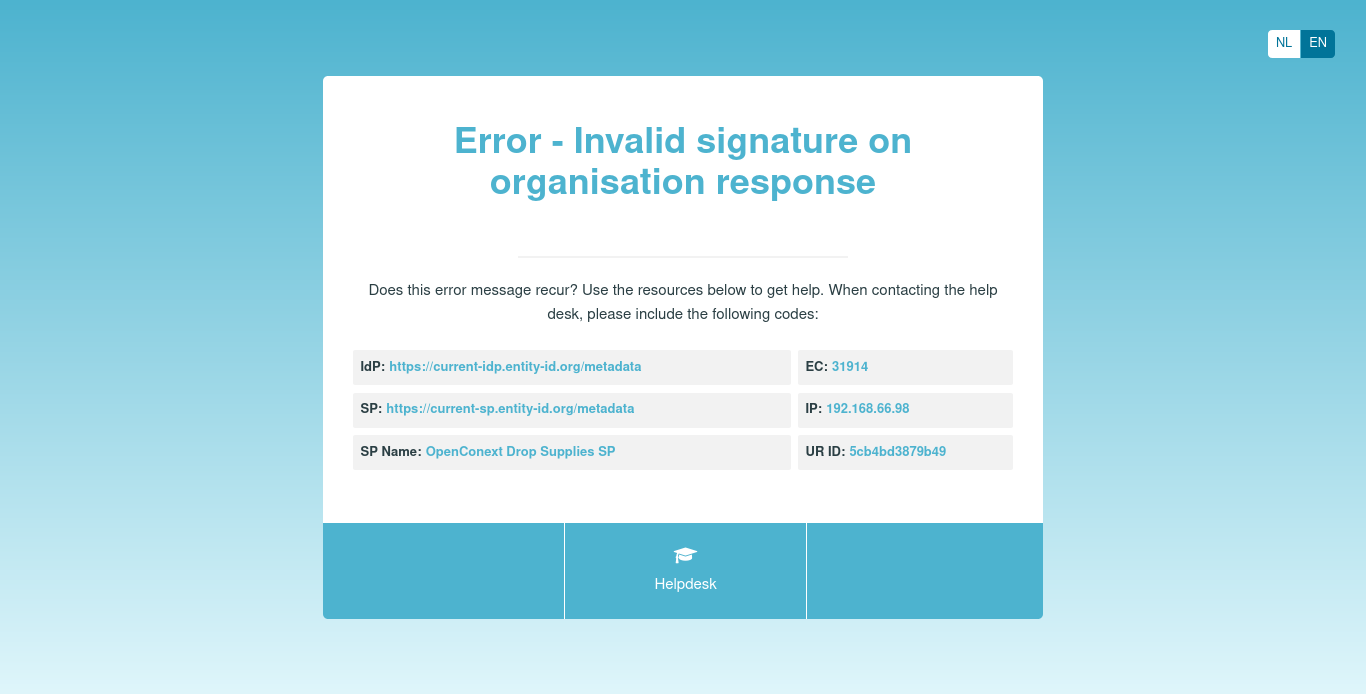 NL EN
Error - Invalid signature on
organisation response
Does this error message recur? Use the resources below to get help. When contacting the help
desk, please include the following codes:
IdP: https://current-idp.entity-id.org/metadata
EC: 31914
SP: https://current-sp.entity-id.org/metadata
IP: 192.168.66.98
SP Name: OpenConext Drop Supplies SP
UR ID: 5cb4bd3879b49
Helpdesk